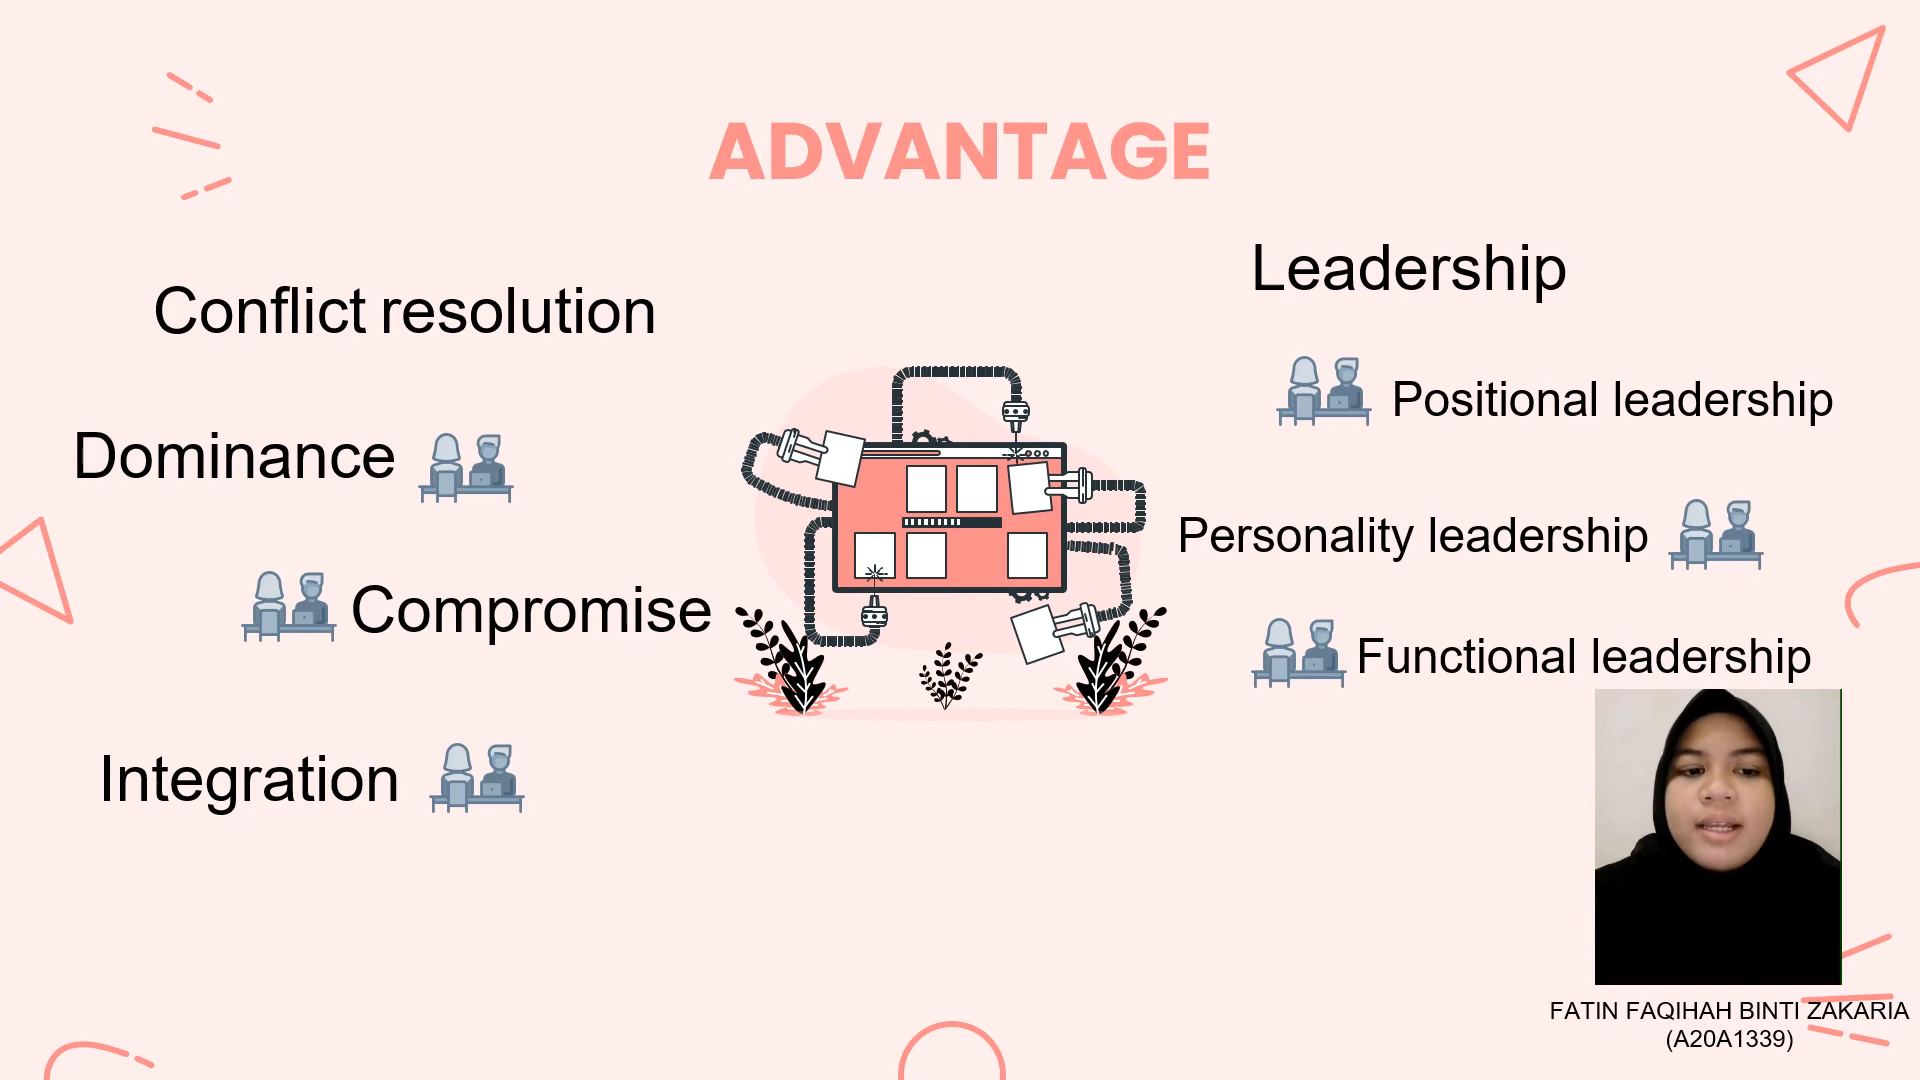 ADVANTAGE
Conflict resolution
Dominance
Compromise
Integration
Leadership
Positional leadership
Personality leadership
Functional leadership
FATIN FAQIHAH BINTI ZAKARIA
(A20A1339)